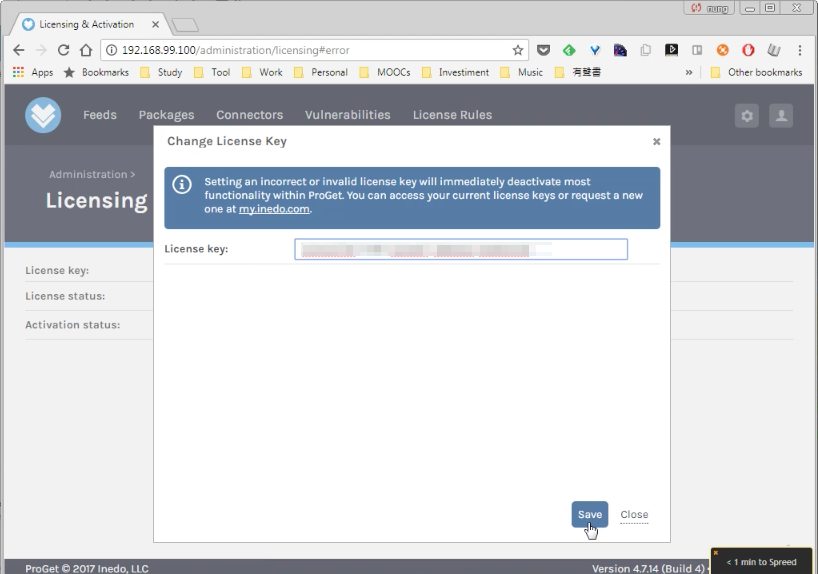 Licensing & Activation
192.168.99.100/administration/licensing#error
Apps Bookmarks Study Tool Work Personal MOOCs Investiment Music 有聲書 » Other bookmarks
Feeds Packages Connectors Vulnerabilities License Rules
Change License Key
Administration >
Licensing
Setting an incorrect or invalid license key will immediately deactivate most
functionality within ProGet. You can access your current license keys or request a new
one at my.inedo.com.
License key:
License key:
License status:
Activation status:
Save Close
ProGet © 2017 Inedo, LLC
Version 4.7.14 (Build 4) •
< 1 min to Spreed